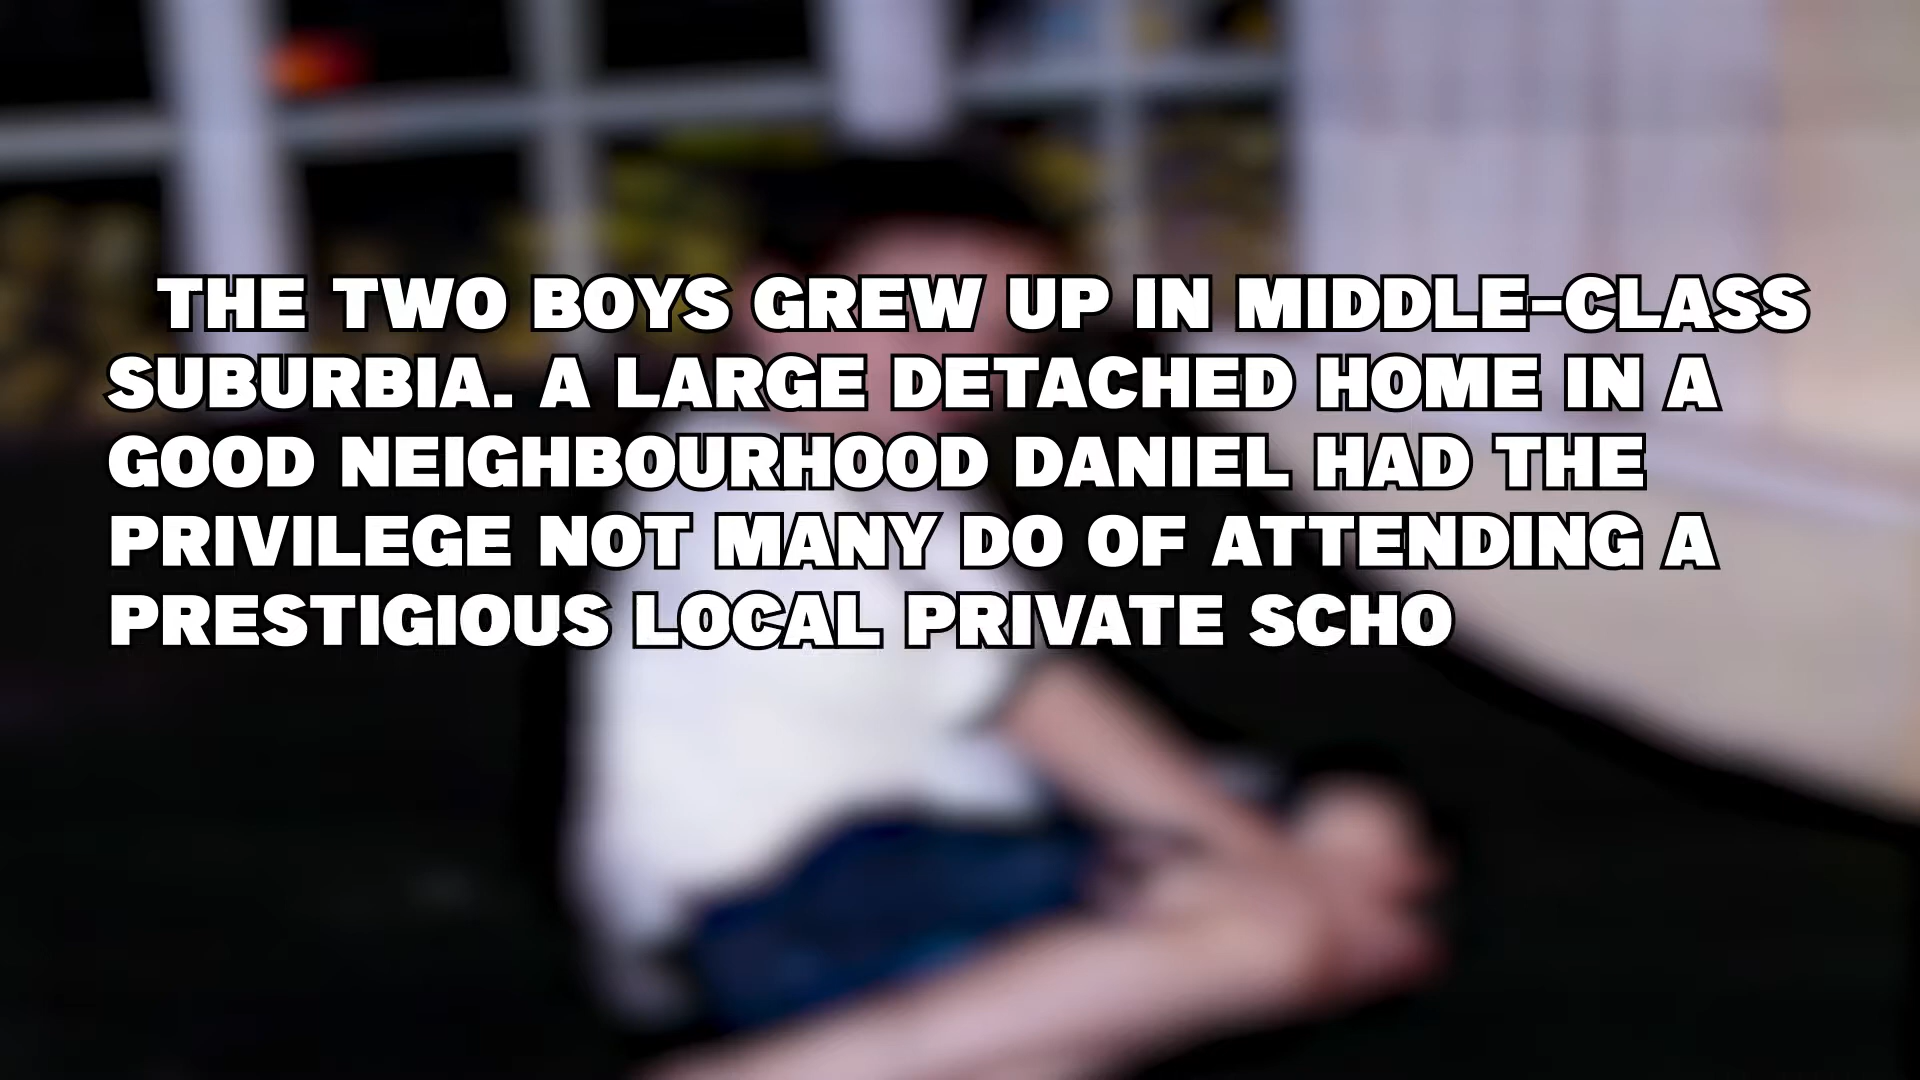 THE TWO BOYS GREW UP IN MIDDLE-CLASS
SUBURBIA. A LARGE DETACHED HOME IN A
GOOD NEIGHBOURHOOD DANIEL HAD THE
PRIVILEGE NOT MANY DO OF ATTENDING A
PRESTIGIOUS LOCAL PRIVATE SCHO